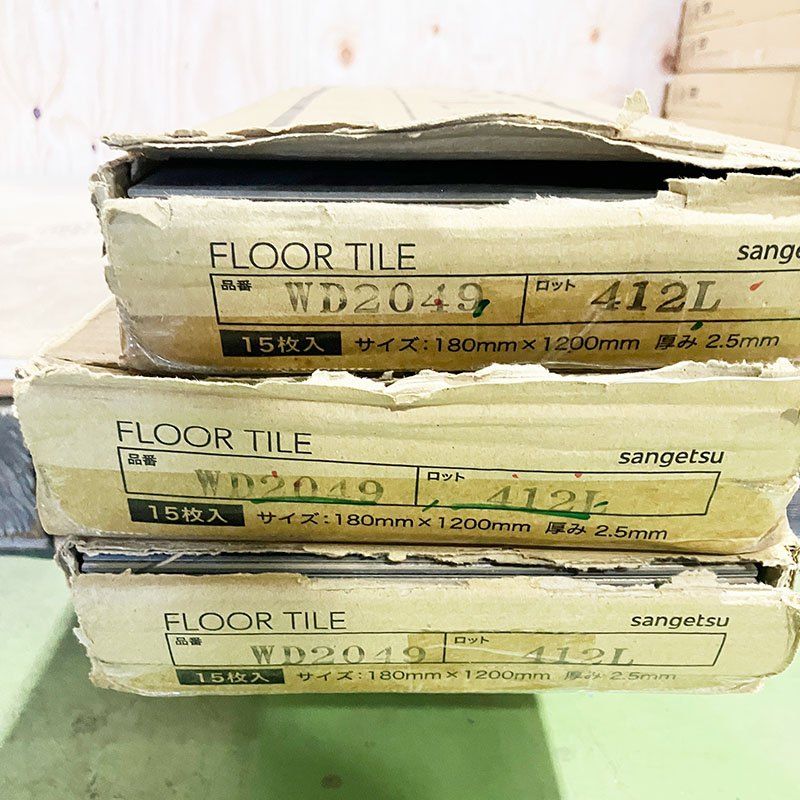 FLOOR TILE sange
品番 WD2049 ロット 412L
15枚入 サイズ:180mm×1200mm 厚み 2.5mm
FLOOR TILE sangetsu
品番 WD2049 ロット 412L
15枚入 サイズ:180mm×1200mm 厚み 2.5mm
FLOOR TILE sangetsu
品番 WD2049 ロット 412L
15枚入 サイズ:180mm×1200mm 厚み 2.5mm